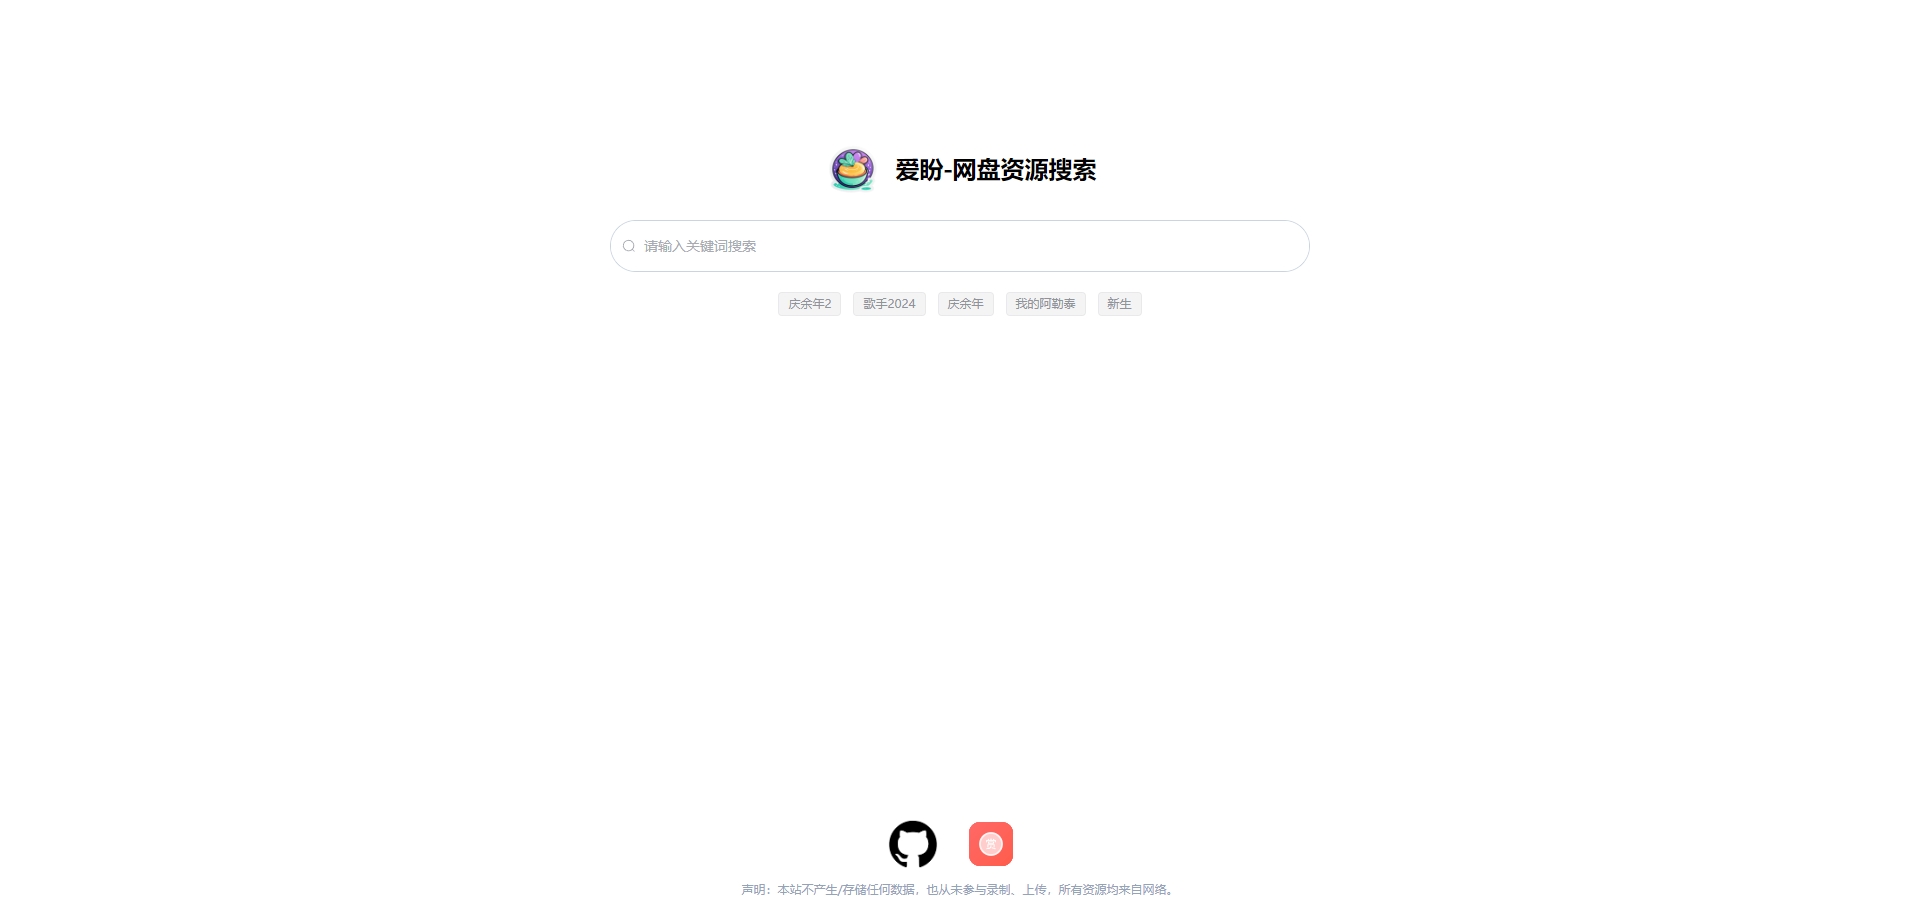 爱盼-网盘资源搜索
请输入关键词搜索
庆余年2 歌手2024 庆余年 我的阿勒泰 新生
赏
声明：本站不产生/存储任何数据，也从未参与录制、上传，所有资源均来自网络。